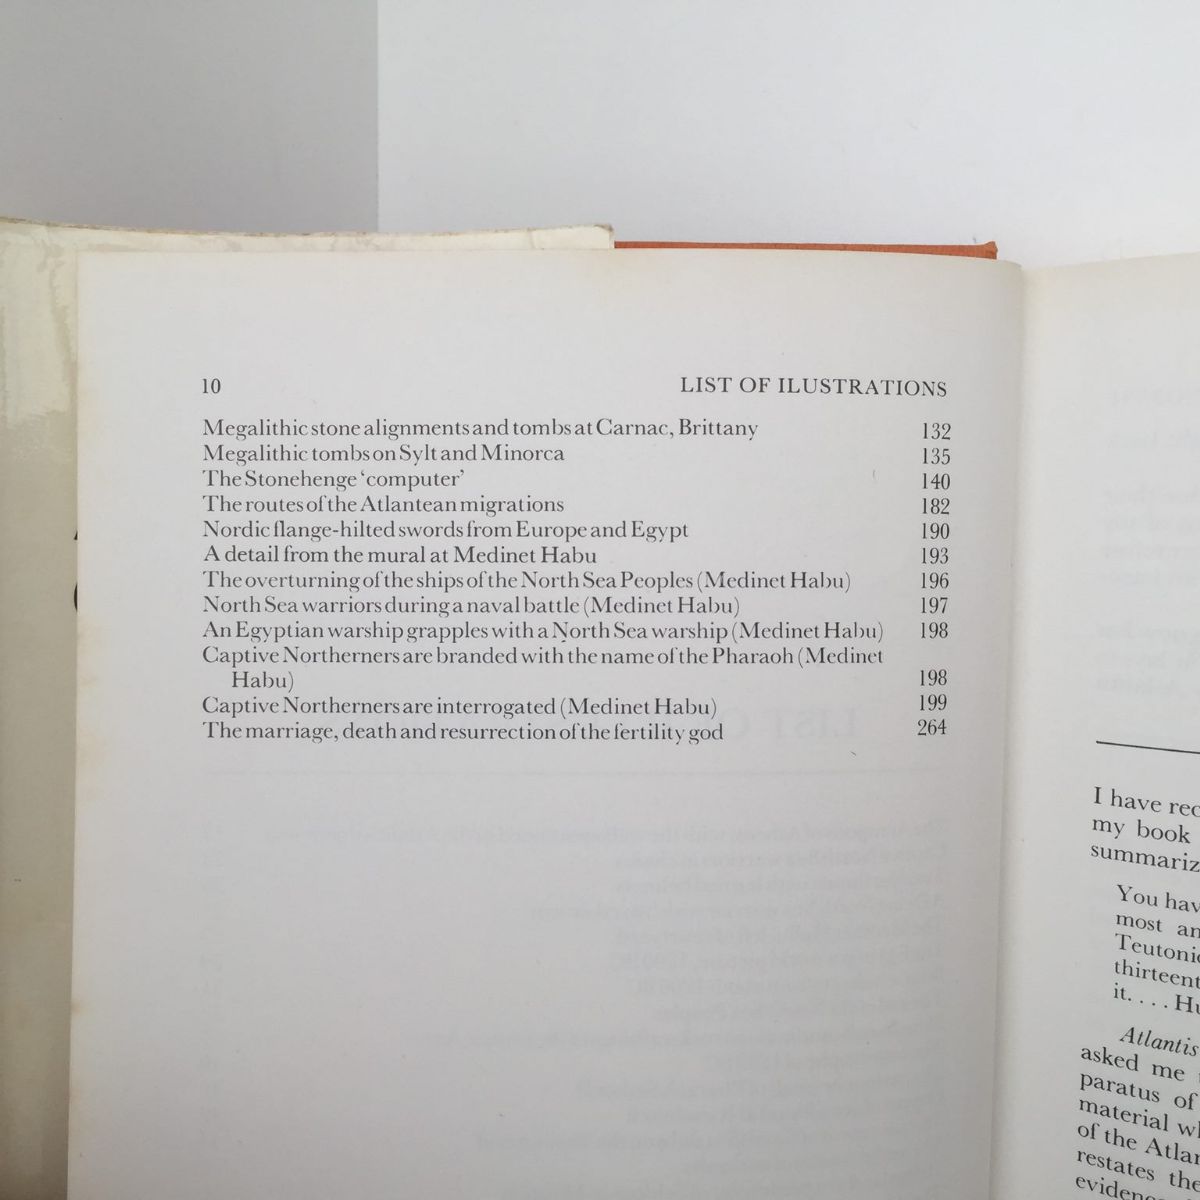 10 LIST OF ILUSTRATIONS
Megalithic stone alignments and tombs at Carnac, Brittany 132
Megalithic tombs on Sylt and Minorca 135
The Stonehenge ‘computer’ 140
The routes of the Atlantean migrations 182
Nordic flange-hilted swords from Europe and Egypt 190
A detail from the mural at Medinet Habu 193
The overturning of the ships of the North Sea Peoples (Medinet Habu) 196
North Sea warriors during a naval battle (Medinet Habu) 197
An Egyptian warship grapples with a North Sea warship (Medinet Habu) 198
Captive Northerners are branded with the name of the Pharaoh (Medinet
Habu) 198
Captive Northerners are interrogated (Medinet Habu) 199
The marriage, death and resurrection of the fertility god 264
I have rec
my book
summariz
You hav
most an
Teutoni
thirteent
it. . . . Hu
Atlantis
asked me
paratus of
material wh
of the Atlan
restates the
evidenc